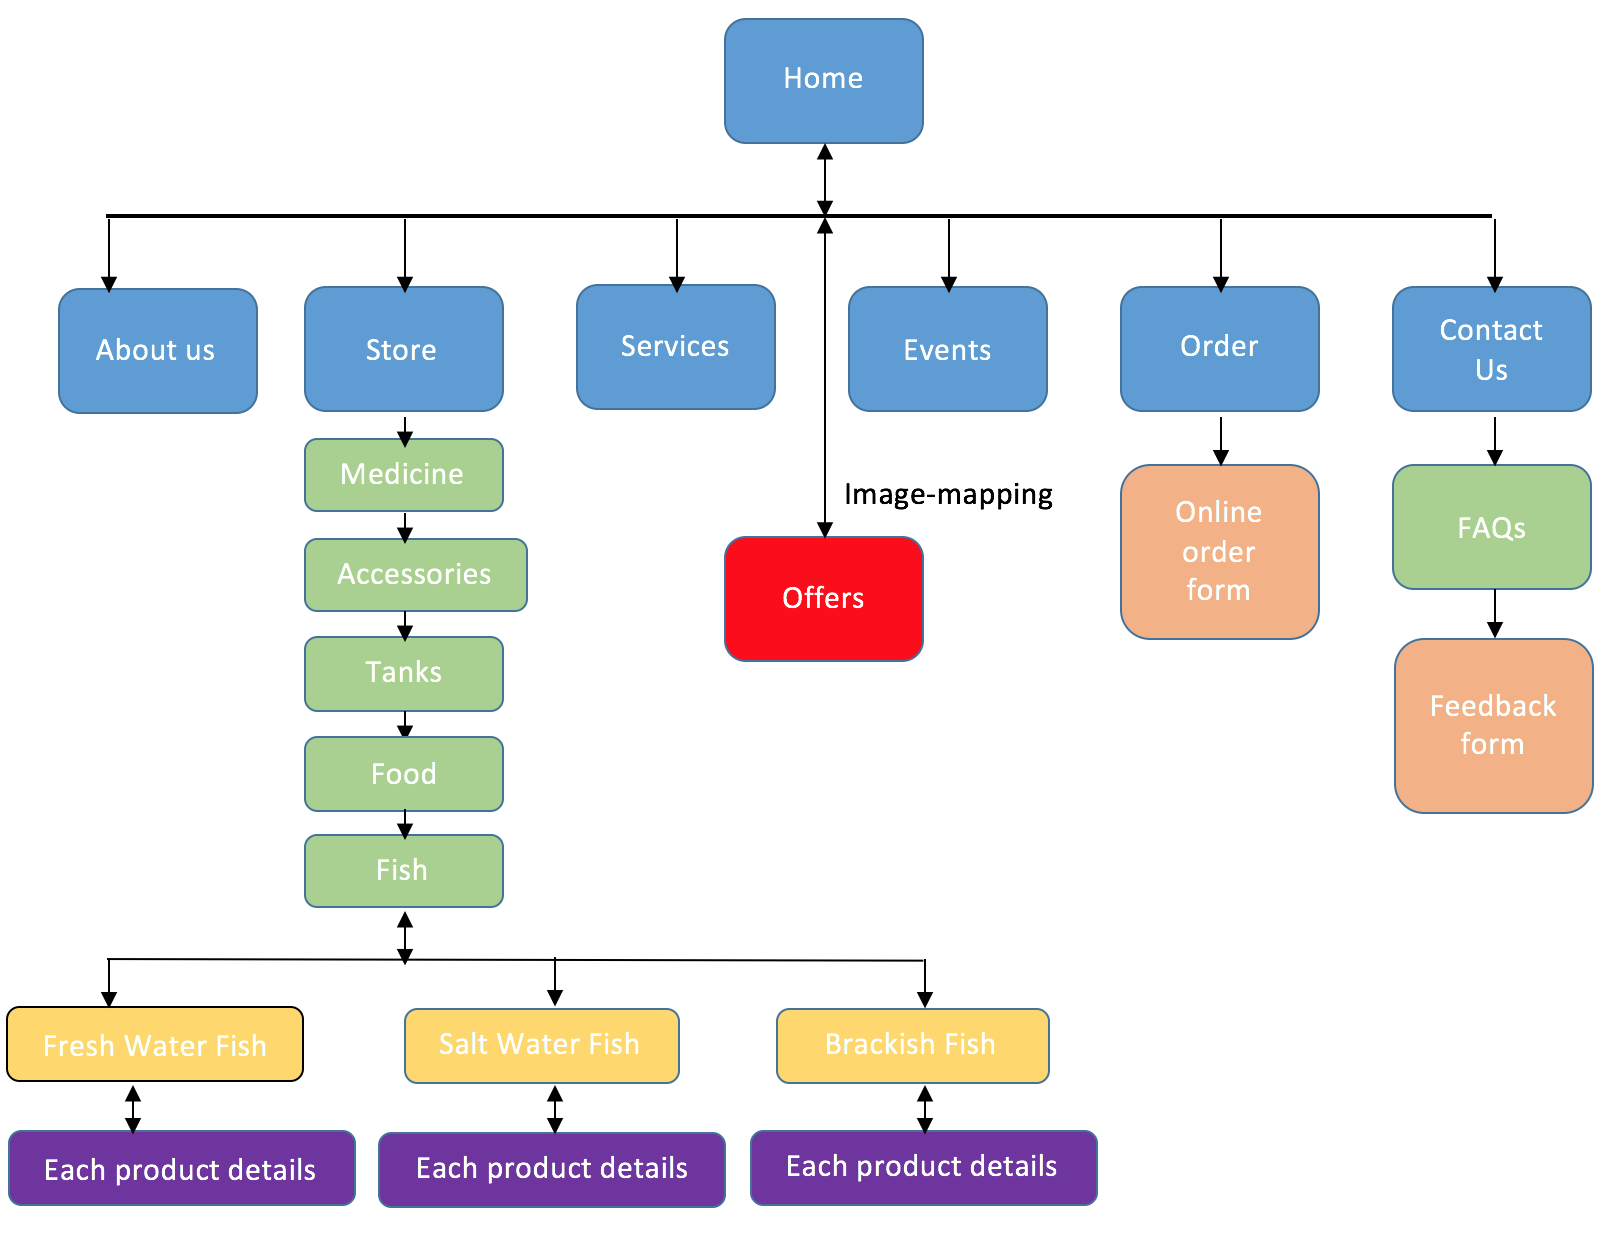 Home
About us
Store
Services
Events
Order
Contact
Us
Medicine
Image-mapping
Online
order
form
FAQs
Accessories
Offers
Tanks
Feedback
form
Food
Fish
Fresh Water Fish
Salt Water Fish
Brackish Fish
Each product details
Each product details
Each product details